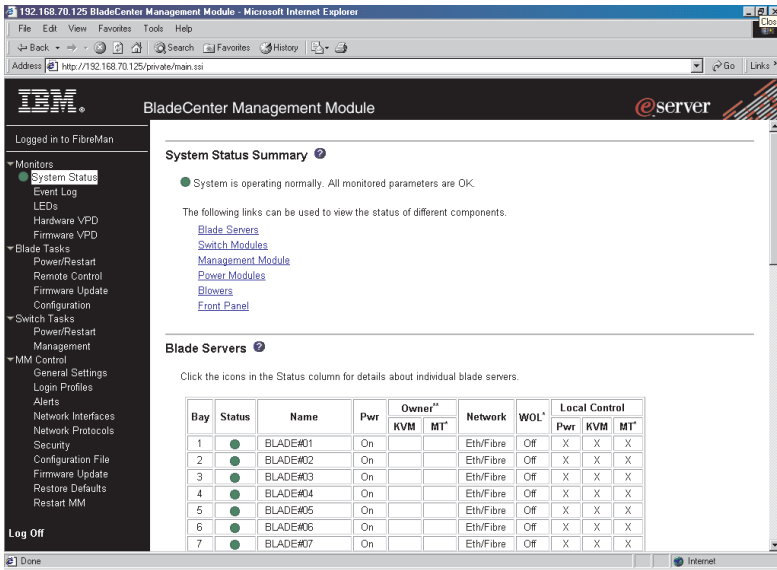 192.168.70.125 BladeCenter Management Module - Microsoft Internet Explorer
Clos
File Edit View Favorites Tools Help
Back Search Favorites History
Address http://192.168.70.125/private/main.ssi Go Links
IBM® BladeCenter Management Module @server
Logged in to FibreMan
Monitors
System Status
Event Log
LEDs
Hardware VPD
Firmware VPD
Blade Tasks
Power/Restart
Remote Control
Firmware Update
Configuration
Switch Tasks
Power/Restart
Management
MM Control
General Settings
Login Profiles
Alerts
Network Interfaces
Network Protocols
Security
Configuration File
Firmware Update
Restore Defaults
Restart MM
Log Off
System Status Summary ?
System is operating normally. All monitored parameters are OK.
The following links can be used to view the status of different components.
Blade Servers
Switch Modules
Management Module
Power Modules
Blowers
Front Panel
Blade Servers ?
Click the icons in the Status column for details about individual blade servers.
Bay Status Name Pwr Owner** Network WOL* Local Control
KVM MT* Pwr KVM MT*
1 BLADE#01 On Eth/Fibre Off X X X
2 BLADE#02 On Eth/Fibre Off X X X
3 BLADE#03 On Eth/Fibre Off X X X
4 BLADE#04 On Eth/Fibre Off X X X
5 BLADE#05 On Eth/Fibre Off X X X
6 BLADE#06 On Eth/Fibre Off X X X
7 BLADE#07 On Eth/Fibre Off X X X
Done Internet